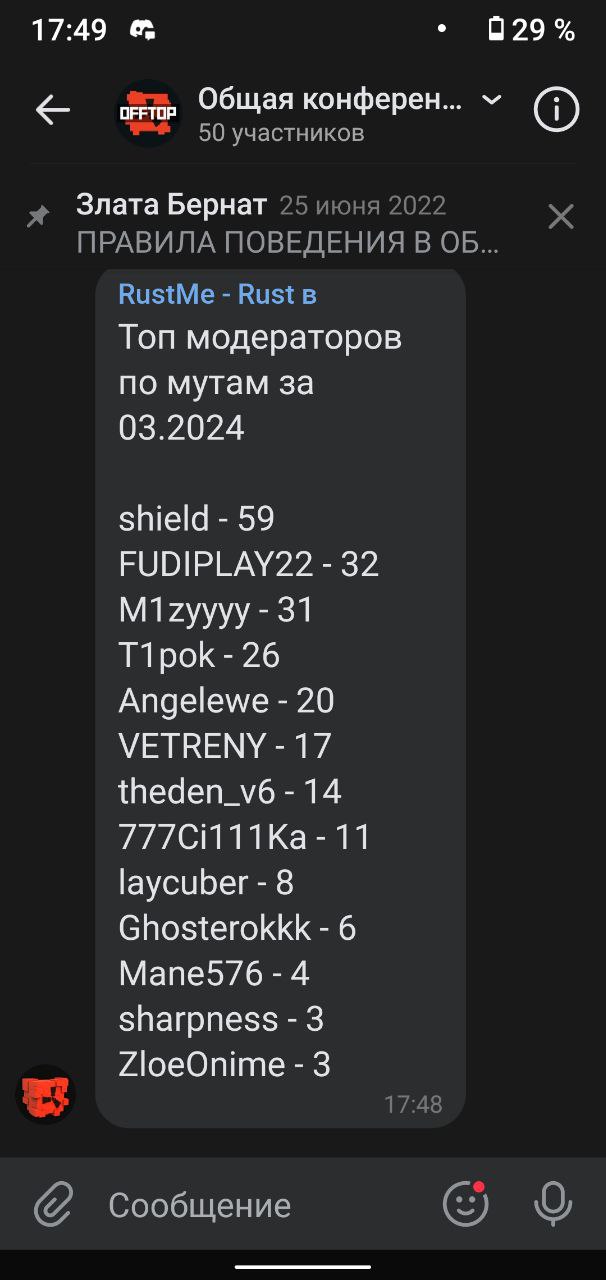 17:49
29 %
OFFTOP
Общая конферен...
50 участников
Злата Бернат 25 июня 2022
ПРАВИЛА ПОВЕДЕНИЯ В ОБ...
RustMe - Rust в
Топ модераторов
по мутам за
03.2024
shield - 59
FUDIPLAY22 - 32
M1zyyyy - 31
T1pok - 26
Angelewe - 20
VETRENY - 17
theden_v6 - 14
777Ci111Ka - 11
laycuber - 8
Ghosterokkk - 6
Mane576 - 4
sharpness - 3
ZloeOnime - 3
17:48
Сообщение